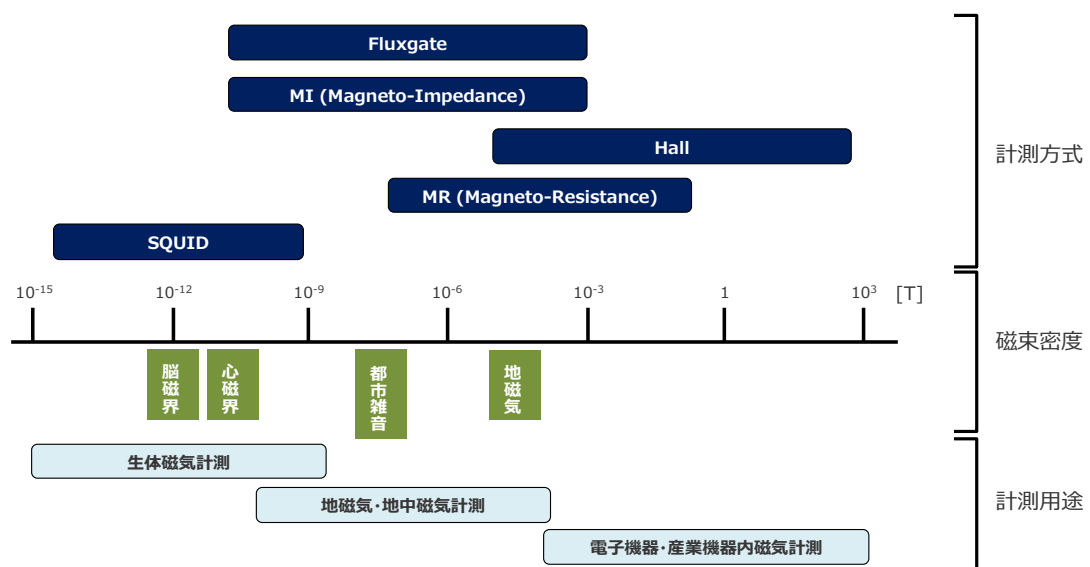 Fluxgate
MI (Magneto-Impedance)
Hall
MR (Magneto-Resistance)
SQUID
計測方式
10⁻¹⁵ 10⁻¹² 10⁻⁹ 10⁻⁶ 10⁻³ 1 10³ [T]
磁束密度
脳磁界
心磁界
都市雑音
地磁気
生体磁気計測
地磁気・地中磁気計測
電子機器・産業機器内磁気計測
計測用途